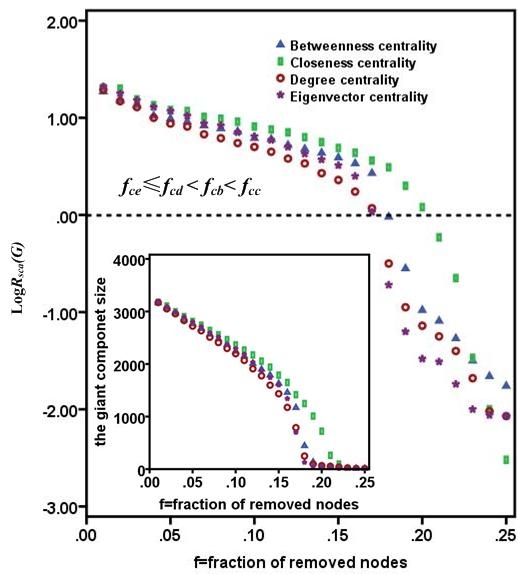 2.00
1.00
.00
-1.00
-2.00
-3.00
LogRsca(G)
Betweenness centrality
Closeness centrality
Degree centrality
Eigenvector centrality
fce⩽fcd<fcb<fcc
4000
3000
2000
1000
0
the giant componet size
.00 .05 .10 .15 .20 .25
f=fraction of removed nodes
.00 .05 .10 .15 .20 .25
f=fraction of removed nodes